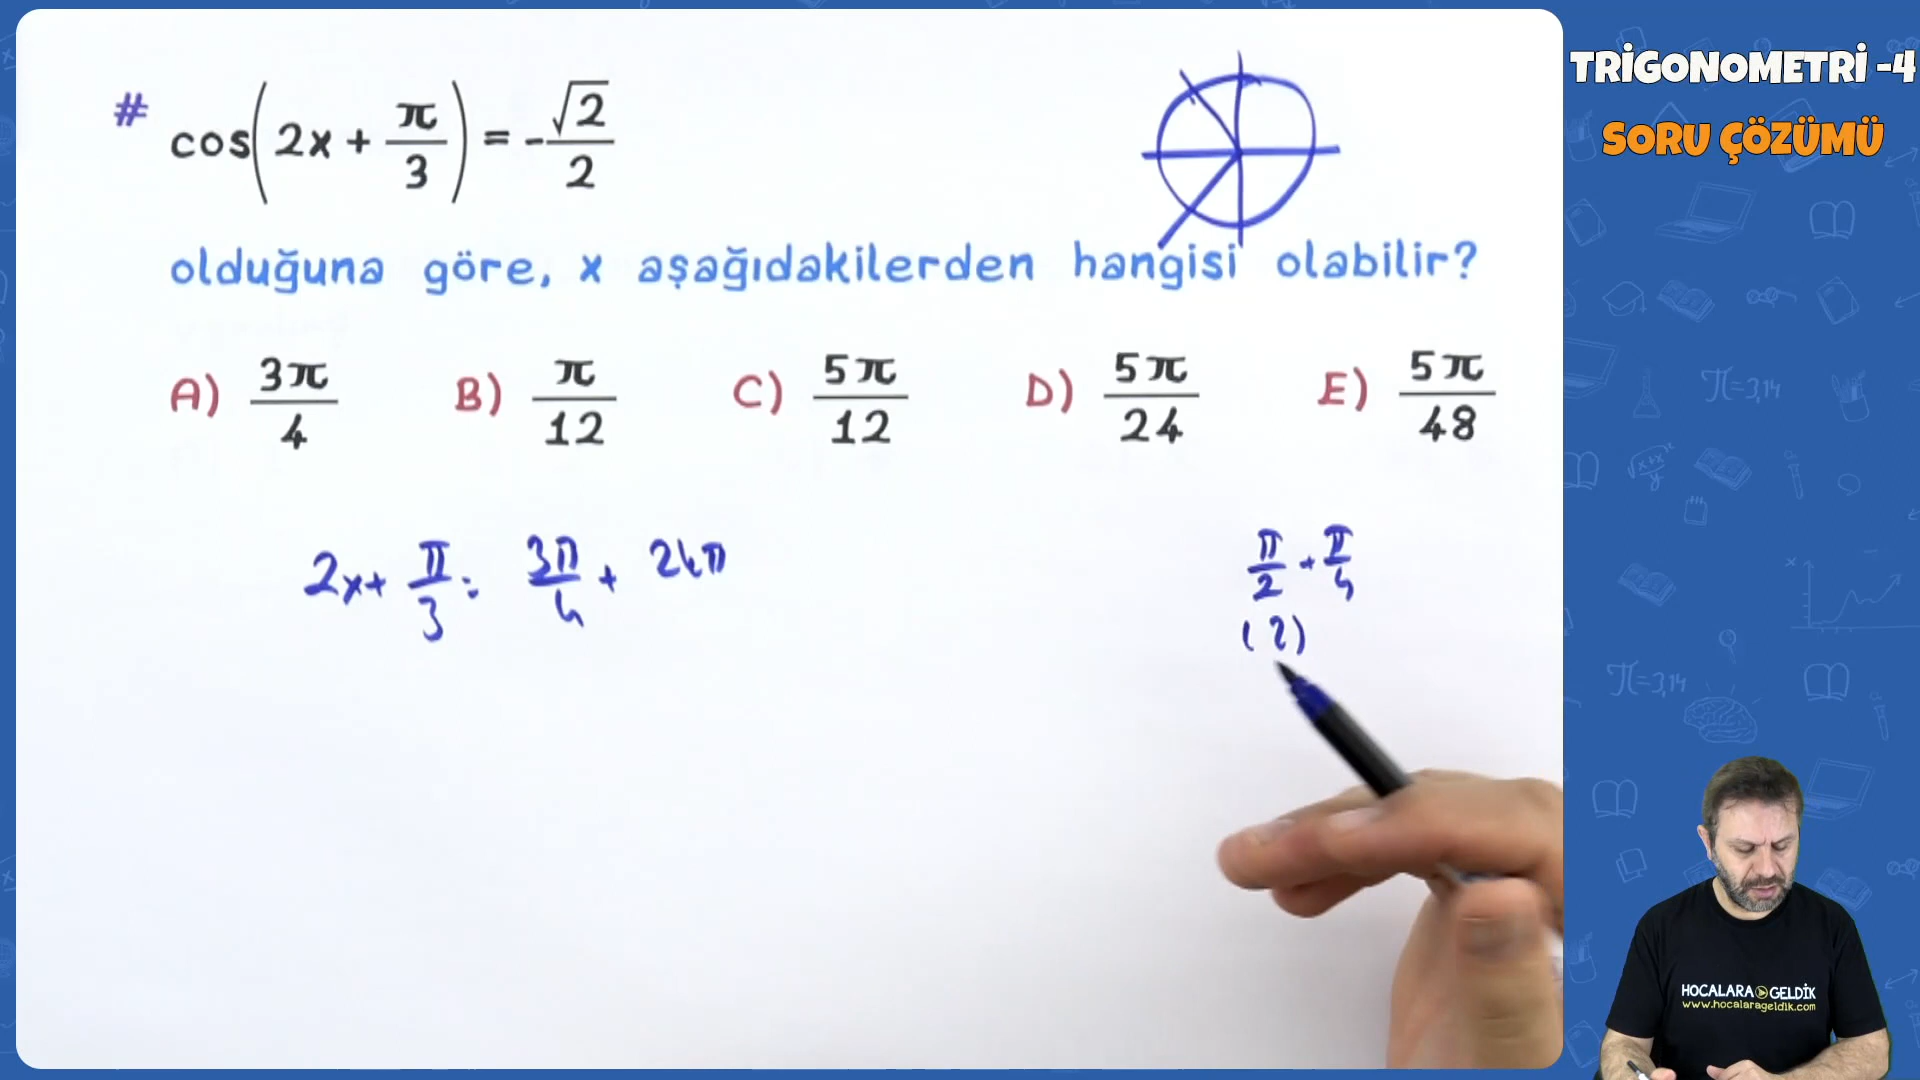 TRİGONOMETRİ -4
SORU ÇÖZÜMÜ
# cos(2x + π/3) = -√2/2
olduğuna göre, x aşağıdakilerden hangisi olabilir?
A) 3π/4 B) π/12 C) 5π/12 D) 5π/24 E) 5π/48
2x + π/3 = 3π/4 + 2kπ
π/2 + π/4
(2)
HOCALARA GELDİK
www.hocalarageldik.com
π=3,14
π=3,14